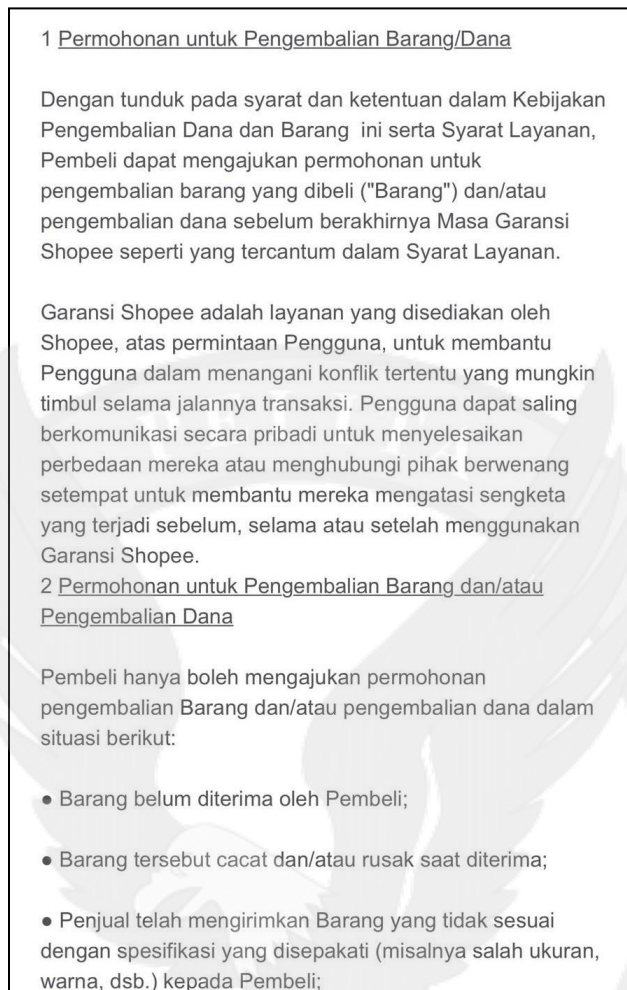 1 Permohonan untuk Pengembalian Barang/Dana
Dengan tunduk pada syarat dan ketentuan dalam Kebijakan
Pengembalian Dana dan Barang ini serta Syarat Layanan,
Pembeli dapat mengajukan permohonan untuk
pengembalian barang yang dibeli ("Barang") dan/atau
pengembalian dana sebelum berakhirnya Masa Garansi
Shopee seperti yang tercantum dalam Syarat Layanan.
Garansi Shopee adalah layanan yang disediakan oleh
Shopee, atas permintaan Pengguna, untuk membantu
Pengguna dalam menangani konflik tertentu yang mungkin
timbul selama jalannya transaksi. Pengguna dapat saling
berkomunikasi secara pribadi untuk menyelesaikan
perbedaan mereka atau menghubungi pihak berwenang
setempat untuk membantu mereka mengatasi sengketa
yang terjadi sebelum, selama atau setelah menggunakan
Garansi Shopee.
2 Permohonan untuk Pengembalian Barang dan/atau
Pengembalian Dana
Pembeli hanya boleh mengajukan permohonan
pengembalian Barang dan/atau pengembalian dana dalam
situasi berikut:
● Barang belum diterima oleh Pembeli;
● Barang tersebut cacat dan/atau rusak saat diterima;
● Penjual telah mengirimkan Barang yang tidak sesuai
dengan spesifikasi yang disepakati (misalnya salah ukuran,
warna, dsb.) kepada Pembeli;